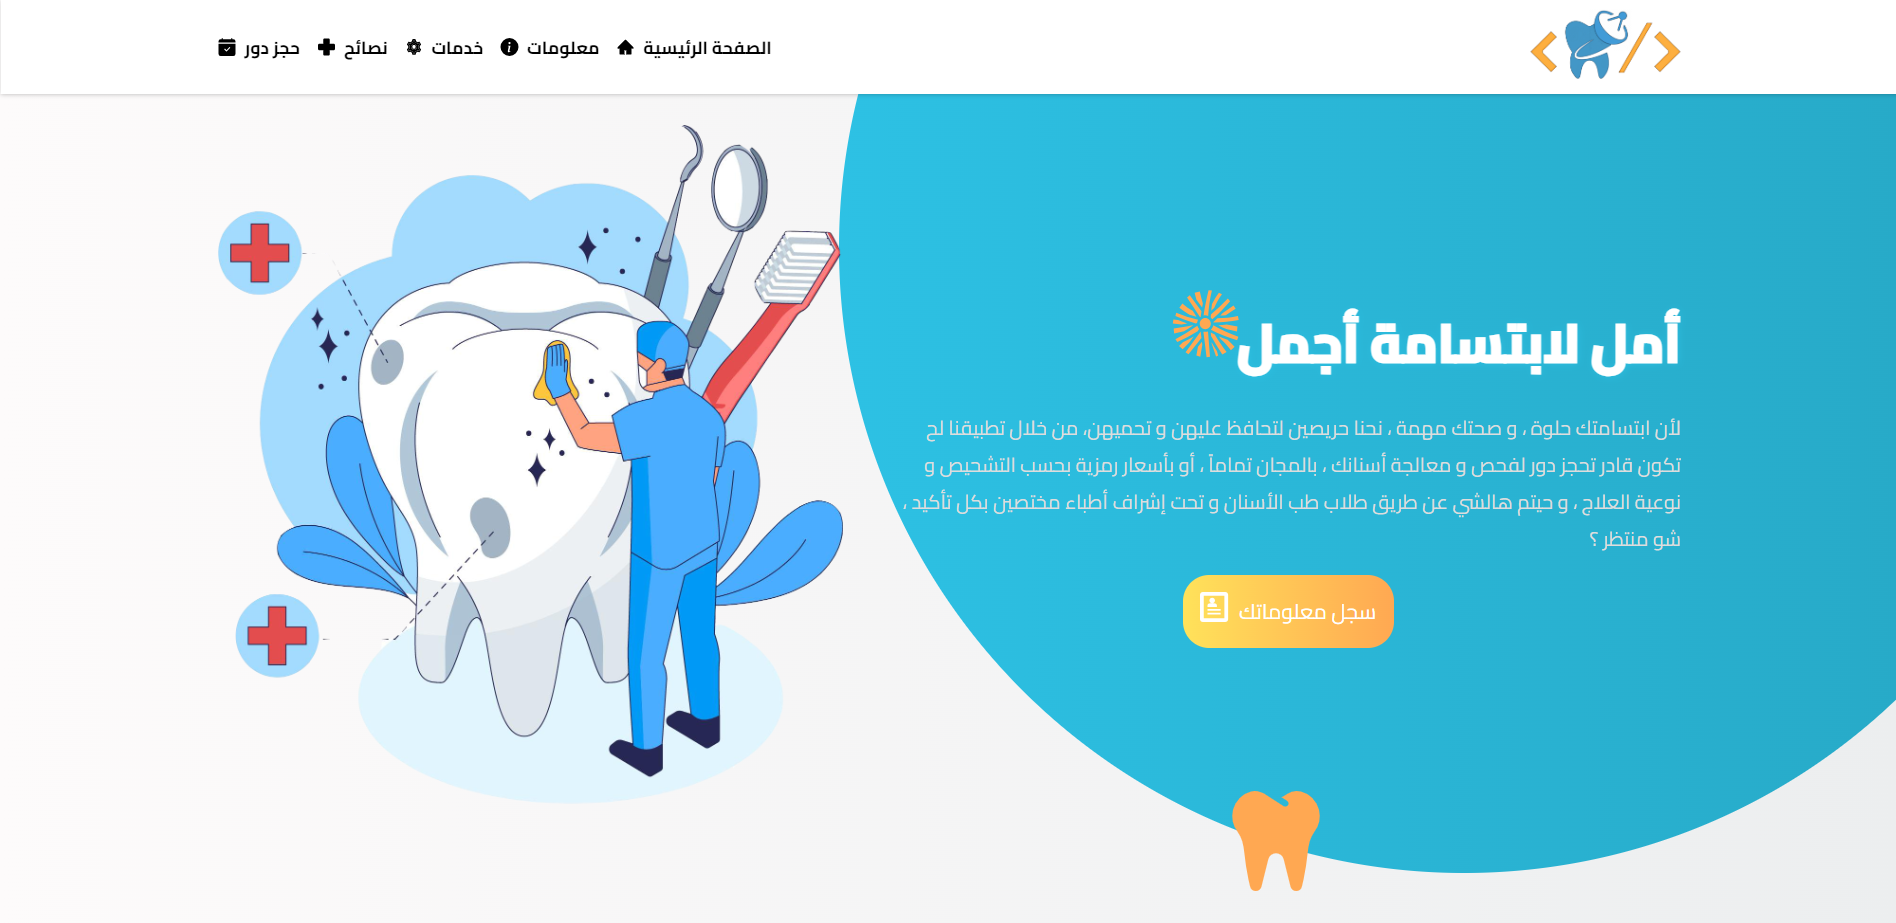 الصفحة الرئيسية
معلومات
خدمات
نصائح
حجز دور
أمل لابتسامة أجمل
لأن ابتسامتك حلوة ، و صحتك مهمة ، نحنا حريصين لتحافظ عليهن و تحميهن، من خلال تطبيقنا لح
تكون قادر تحجز دور لفحص و معالجة أسنانك ، بالمجان تماماً ، أو بأسعار رمزية بحسب التشخيص و
نوعية العلاج ، و حيتم هالشي عن طريق طلاب طب الأسنان و تحت إشراف أطباء مختصين بكل تأكيد ،
شو منتظر ؟
سجل معلوماتك